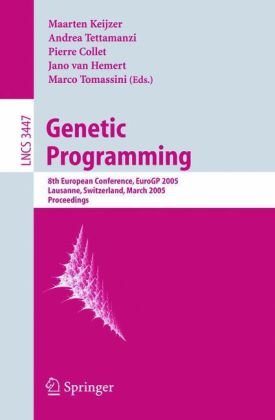 Maarten Keijzer
Andrea Tettamanzi
Pierre Collet
Jano van Hemert
Marco Tomassini (Eds.)
LNCS 3447
Genetic
Programming
8th European Conference, EuroGP 2005
Lausanne, Switzerland, March 2005
Proceedings
Springer